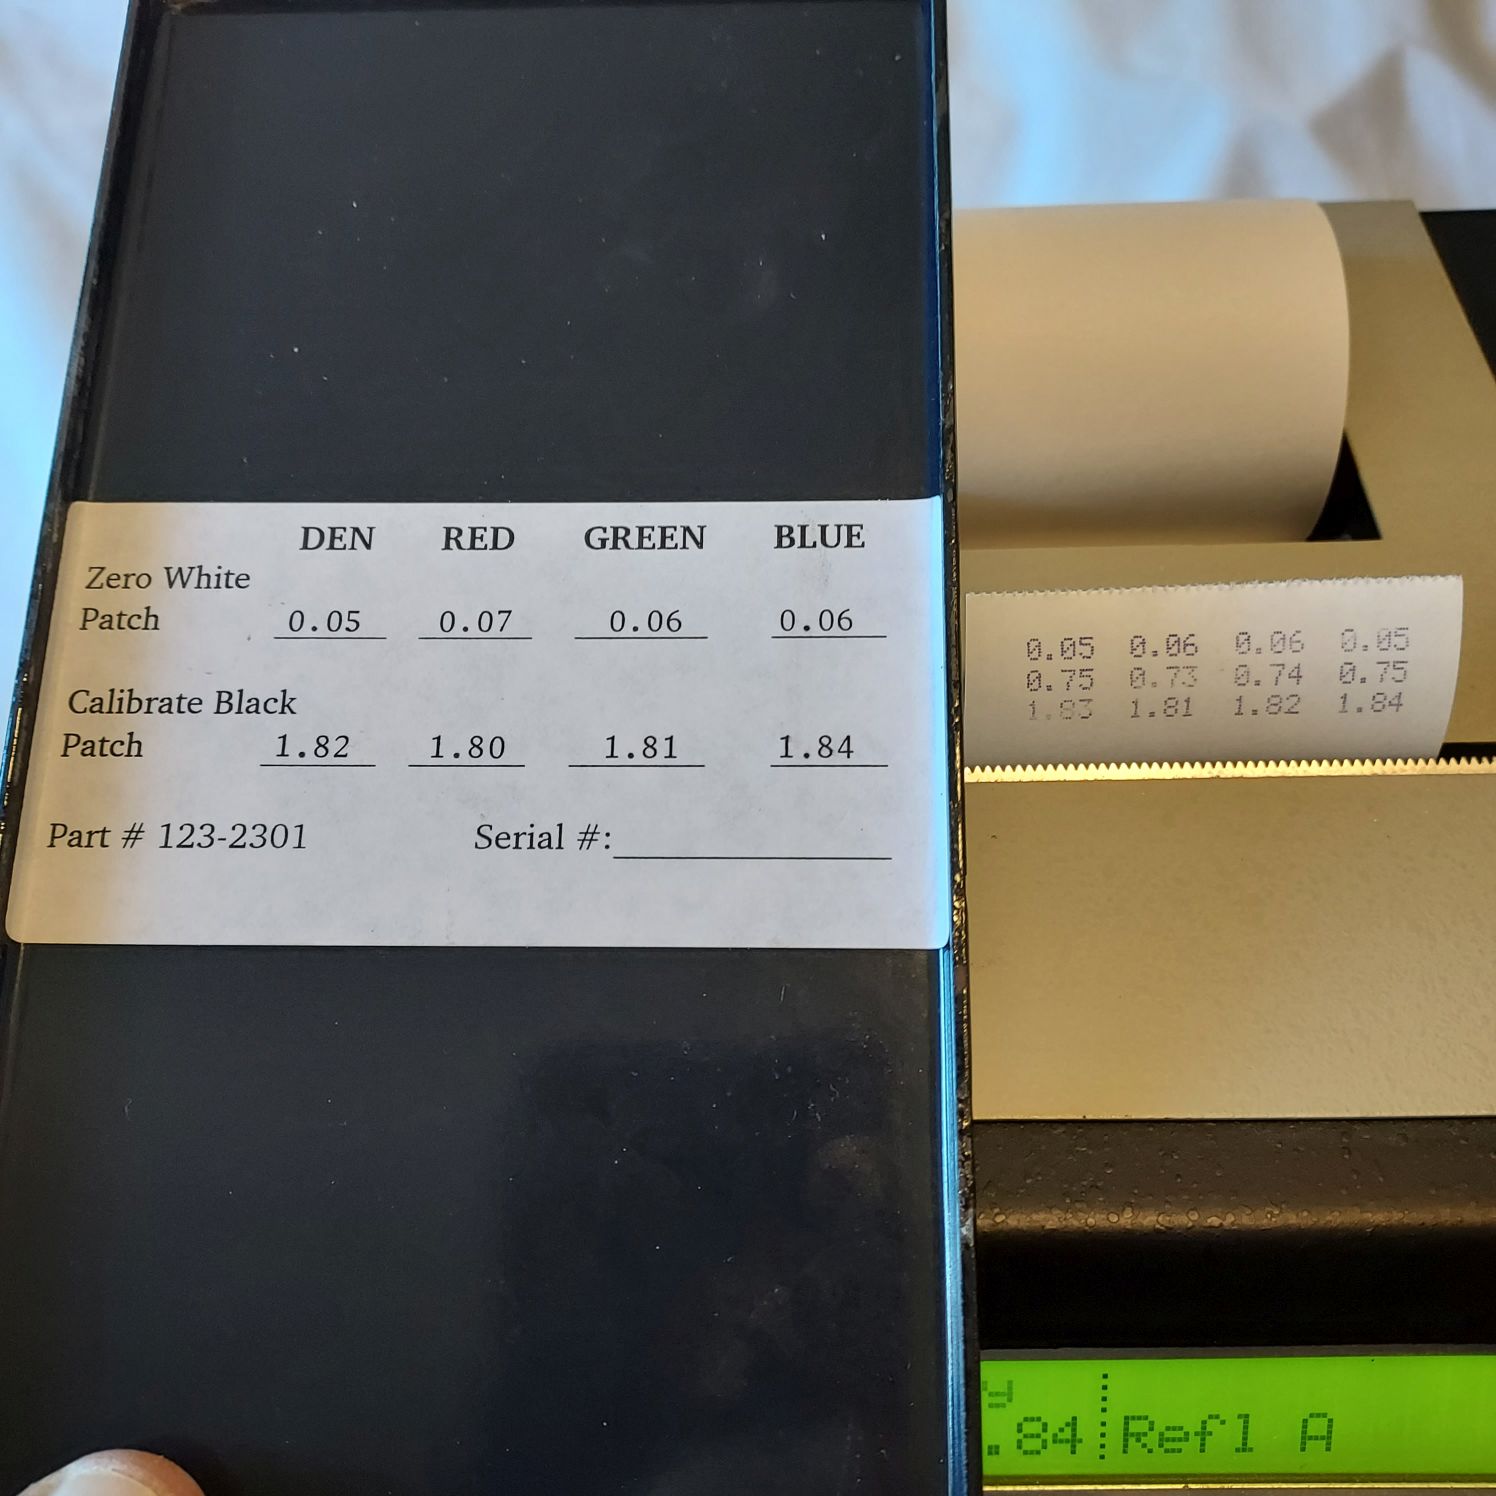 DEN RED GREEN BLUE
Zero White
Patch 0.05 0.07 0.06 0.06
Calibrate Black
Patch 1.82 1.80 1.81 1.84
Part # 123-2301 Serial #:
0.05 0.06 0.06 0.05
0.75 0.73 0.74 0.75
1.83 1.81 1.82 1.84
.84 Refl A